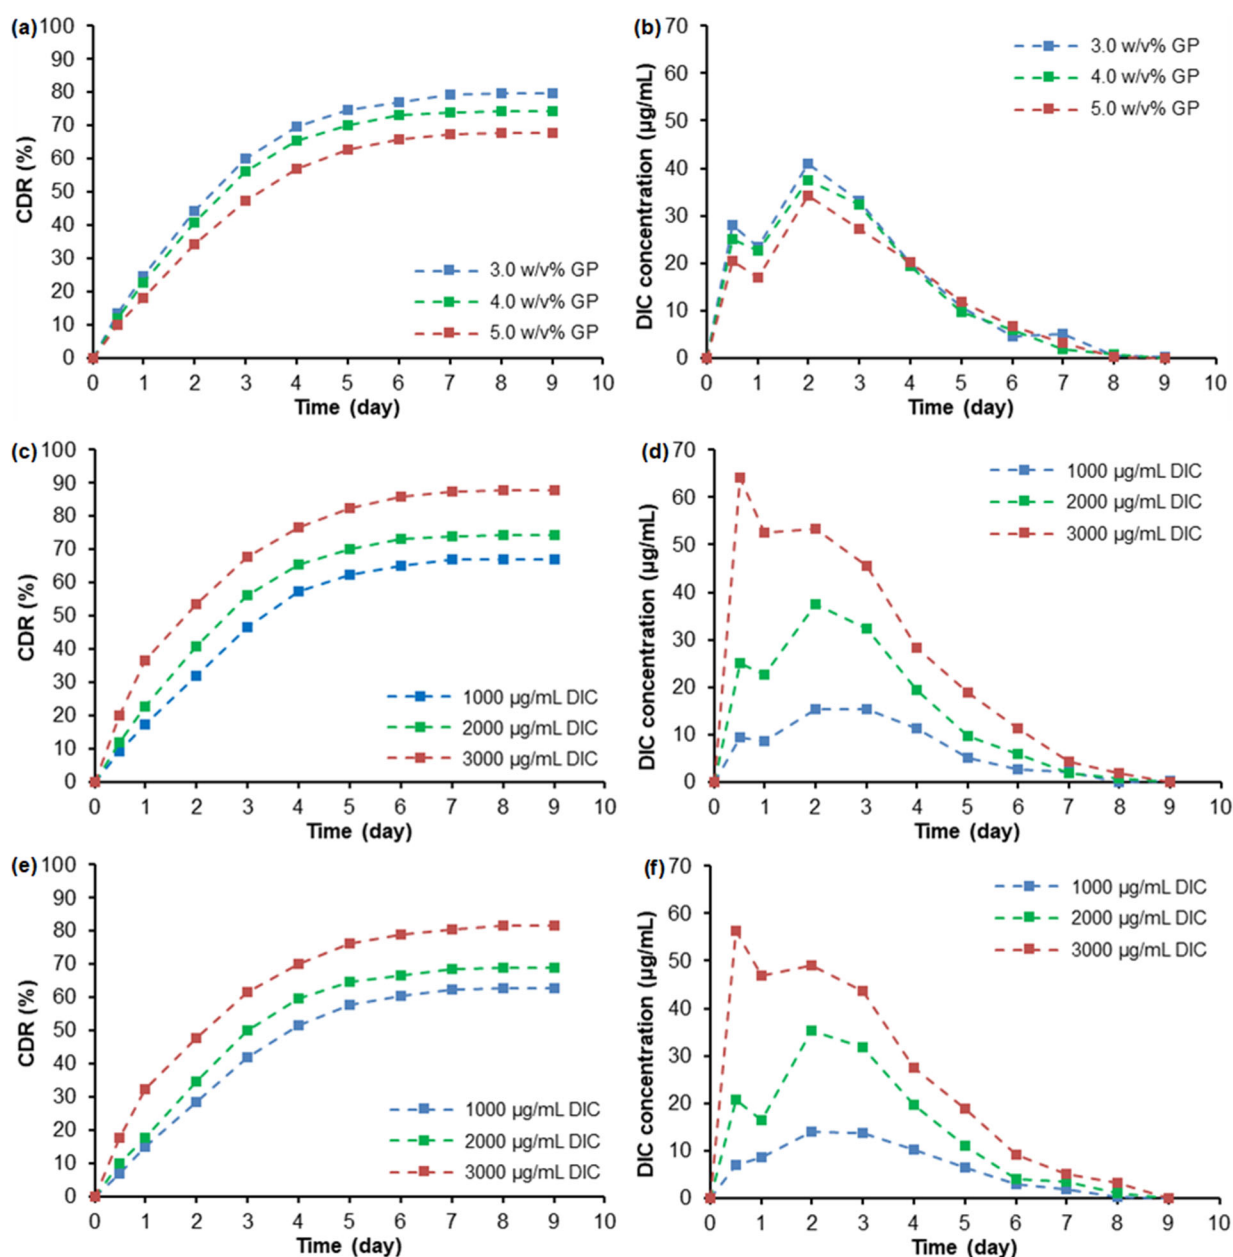 (a)
CDR (%)
100
90
80
70
60
50
40
30
20
10
0
3.0 w/v% GP
4.0 w/v% GP
5.0 w/v% GP
0 1 2 3 4 5 6 7 8 9 10
Time (day)
(b)
DIC concentration (µg/mL)
70
60
50
40
30
20
10
0
3.0 w/v% GP
4.0 w/v% GP
5.0 w/v% GP
0 1 2 3 4 5 6 7 8 9 10
Time (day)
(c)
CDR (%)
100
90
80
70
60
50
40
30
20
10
0
1000 µg/mL DIC
2000 µg/mL DIC
3000 µg/mL DIC
0 1 2 3 4 5 6 7 8 9 10
Time (day)
(d)
DIC concentration (µg/mL)
70
60
50
40
30
20
10
0
1000 µg/mL DIC
2000 µg/mL DIC
3000 µg/mL DIC
0 1 2 3 4 5 6 7 8 9 10
Time (day)
(e)
CDR (%)
100
90
80
70
60
50
40
30
20
10
0
1000 µg/mL DIC
2000 µg/mL DIC
3000 µg/mL DIC
0 1 2 3 4 5 6 7 8 9 10
Time (day)
(f)
DIC concentration (µg/mL)
70
60
50
40
30
20
10
0
1000 µg/mL DIC
2000 µg/mL DIC
3000 µg/mL DIC
0 1 2 3 4 5 6 7 8 9 10
Time (day)